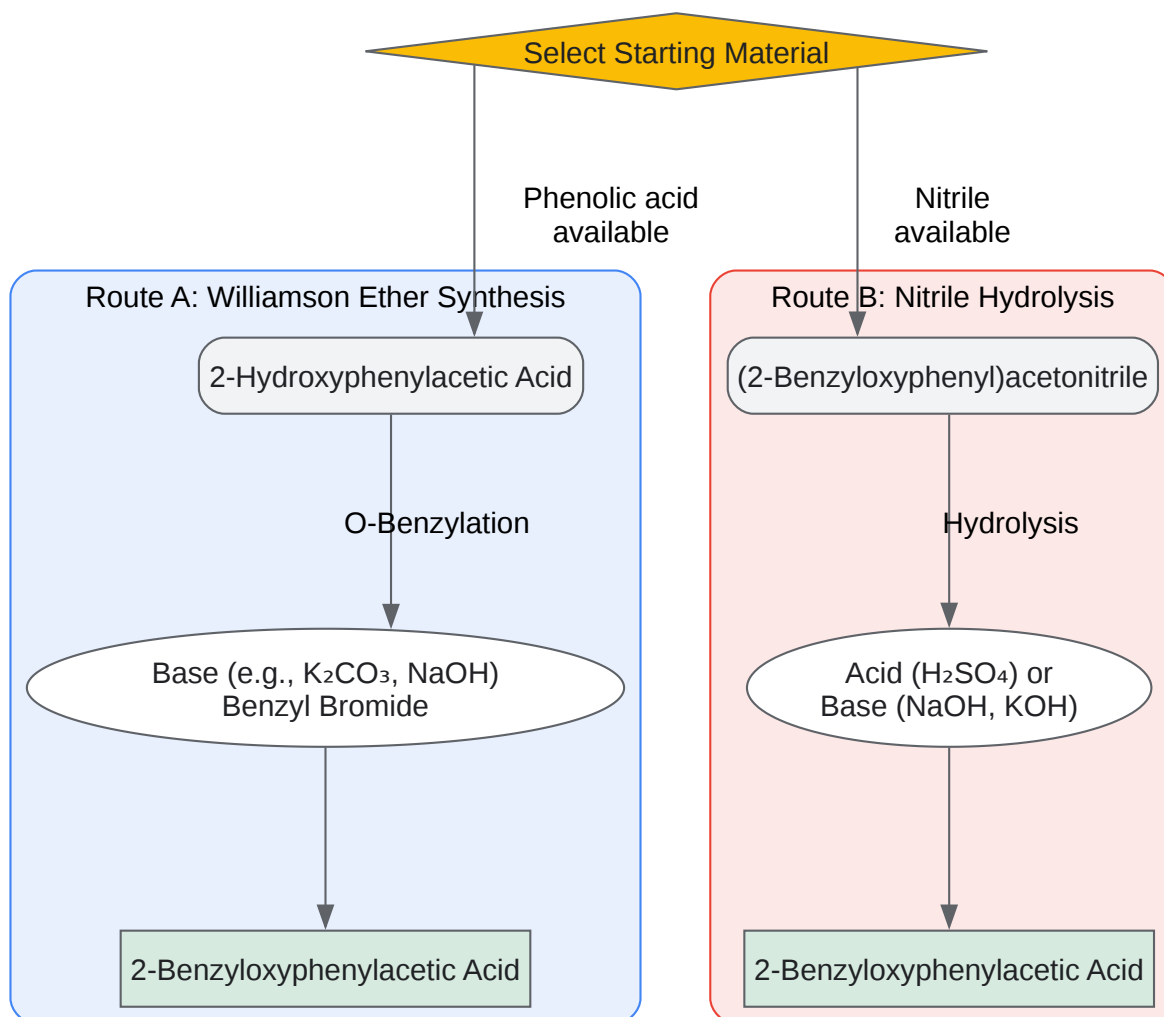 Select Starting Material
Phenolic acid
available
Nitrile
available
Route A: Williamson Ether Synthesis
2-Hydroxyphenylacetic Acid
O-Benzylation
Base (e.g., K₂CO₃, NaOH)
Benzyl Bromide
2-Benzyloxyphenylacetic Acid
Route B: Nitrile Hydrolysis
(2-Benzyloxyphenyl)acetonitrile
Hydrolysis
Acid (H₂SO₄) or
Base (NaOH, KOH)
2-Benzyloxyphenylacetic Acid